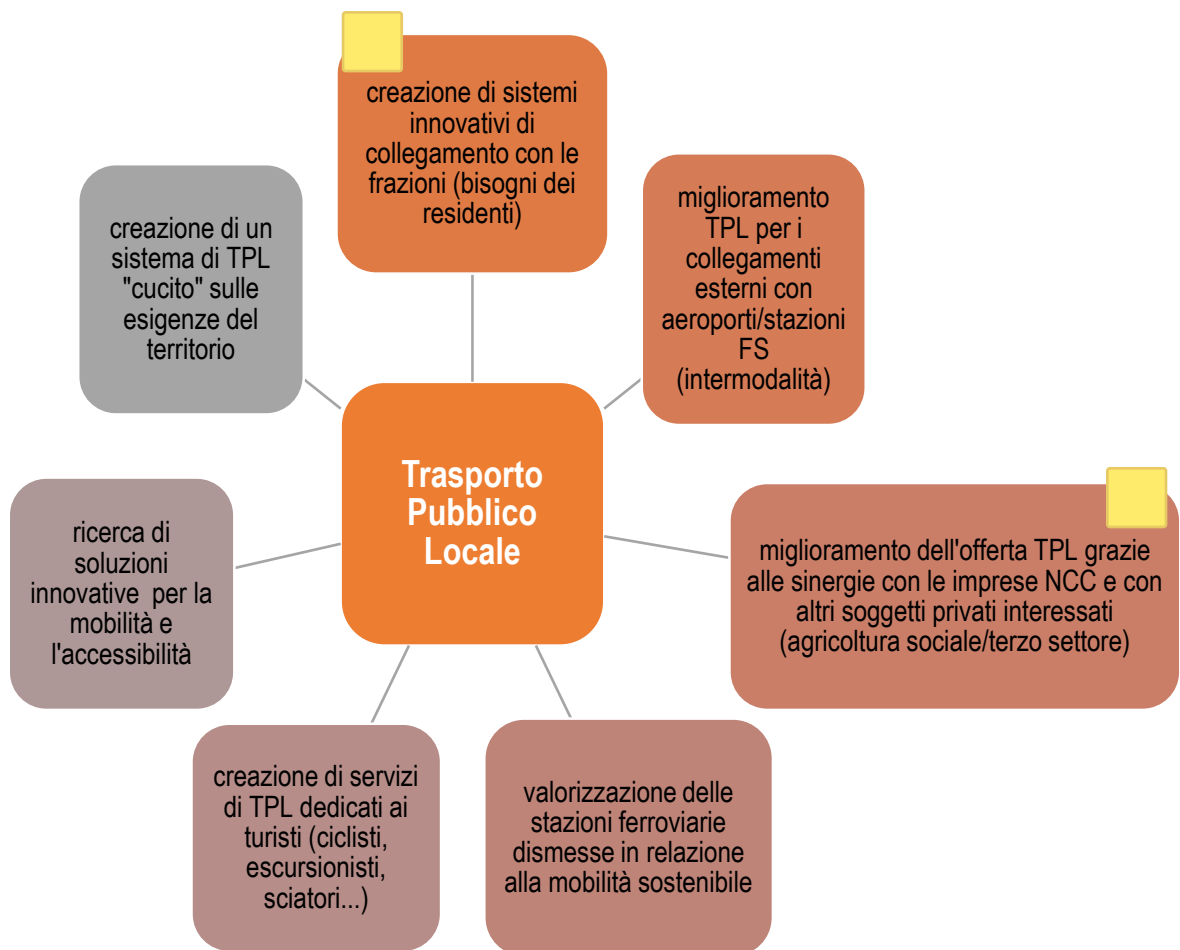 creazione di sistemi
innovativi di
collegamento con le
frazioni (bisogni dei
residenti)
miglioramento
TPL per i
collegamenti
esterni con
aeroporti/stazioni
FS
(intermodalità)
miglioramento dell'offerta TPL grazie
alle sinergie con le imprese NCC e con
altri soggetti privati interessati
(agricoltura sociale/terzo settore)
valorizzazione delle
stazioni ferroviarie
dismesse in relazione
alla mobilità sostenibile
creazione di servizi
di TPL dedicati ai
turisti (ciclisti,
escursionisti,
sciatori...)
ricerca di
soluzioni
innovative per la
mobilità e
l'accessibilità
creazione di un
sistema di TPL
"cucito" sulle
esigenze del
territorio
Trasporto
Pubblico
Locale